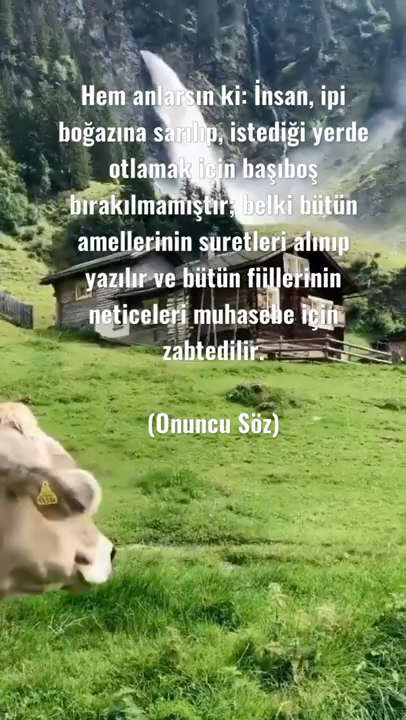 Hem anlarsın ki: İnsan, ipi
boğazına sarılıp, istediği yerde
otlamak için başıboş
bırakılmamıştır; belki bütün
amellerinin suretleri alınıp
yazılır ve bütün fiillerinin
neticeleri muhasebe için
zabtedilir.
(Onuncu Söz)